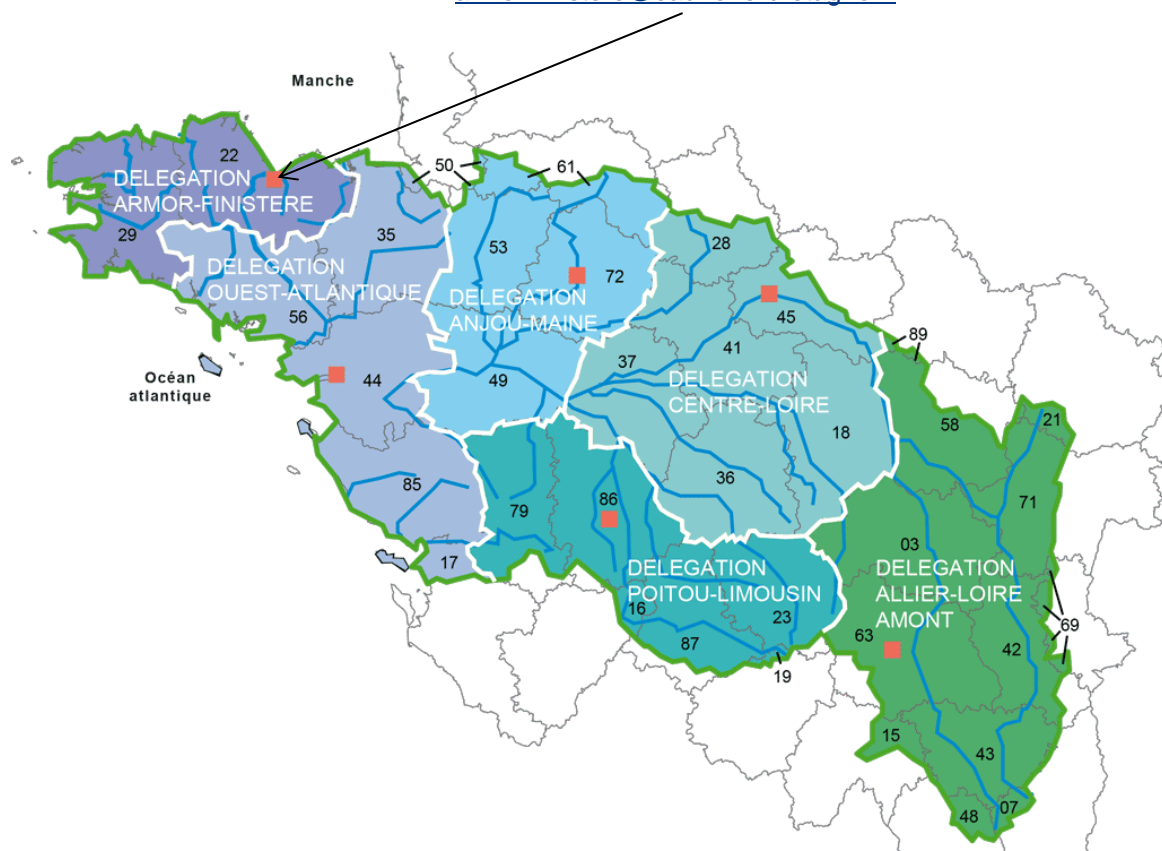 Manche
22
DELEGATION
ARMOR-FINISTERE
29
50
61
35
53
72
28
DELEGATION
OUEST-ATLANTIQUE
56
DELEGATION
ANJOU-MAINE
45
41
89
37
Océan
atlantique
44
49
DELEGATION
CENTRE-LOIRE
18
58
21
85
36
71
79
86
17
03
DELEGATION
POITOU-LIMOUSIN
DELEGATION
ALLIER-LOIRE
AMONT
16
23
69
63
42
87
19
15
43
48
07